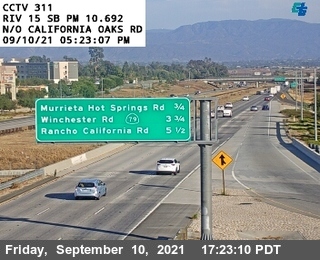 CCTV 311
RIV 15 SB PM 10.692
N/O CALIFORNIA OAKS RD
09/10/21 05:23:07 PM
Murrieta Hot Springs Rd ¾
Winchester Rd 79 3 ¾
Rancho California Rd 5 ½
Friday, September 10, 2021 17:23:10 PDT